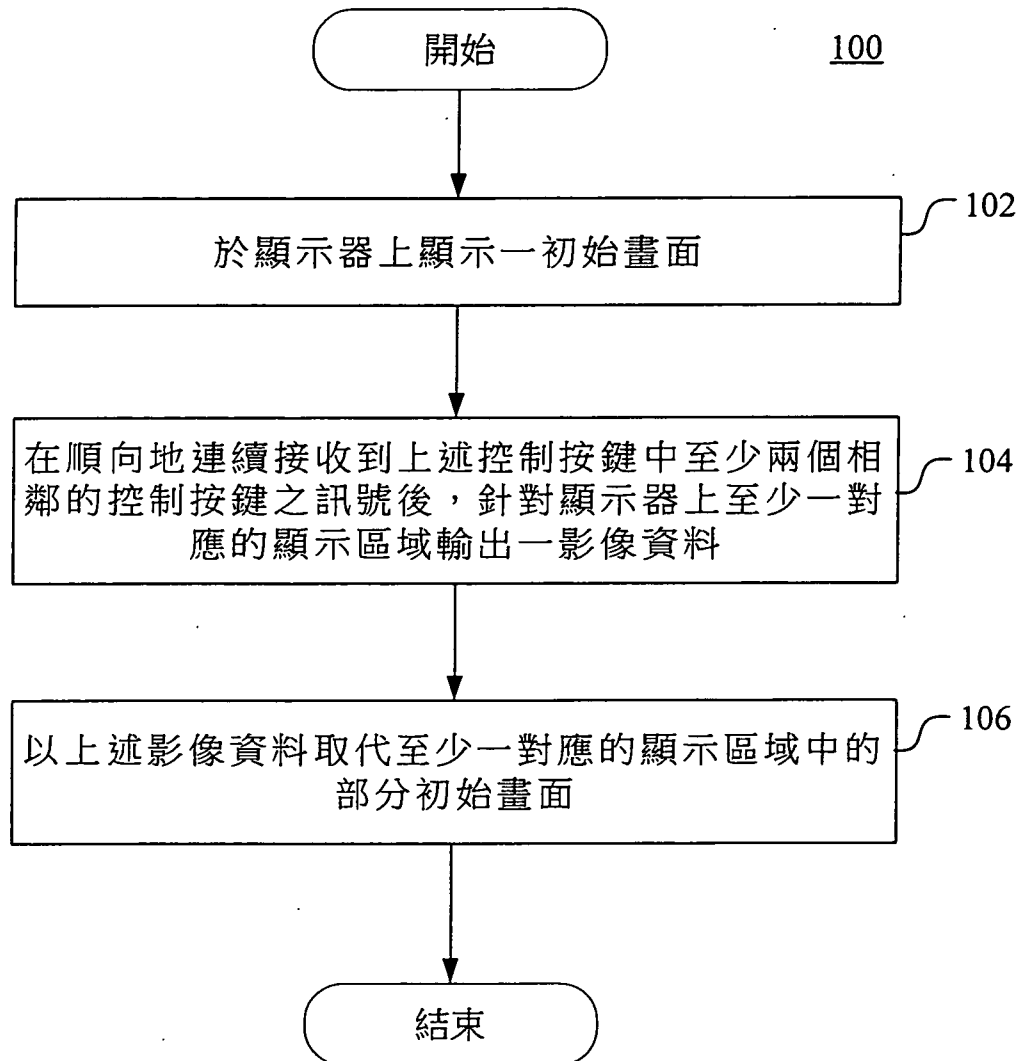 開始
100
於顯示器上顯示一初始畫面
102
在順向地連續接收到上述控制按鍵中至少兩個相
鄰的控制按鍵之訊號後，針對顯示器上至少一對
應的顯示區域輸出一影像資料
104
以上述影像資料取代至少一對應的顯示區域中的
部分初始畫面
106
結束